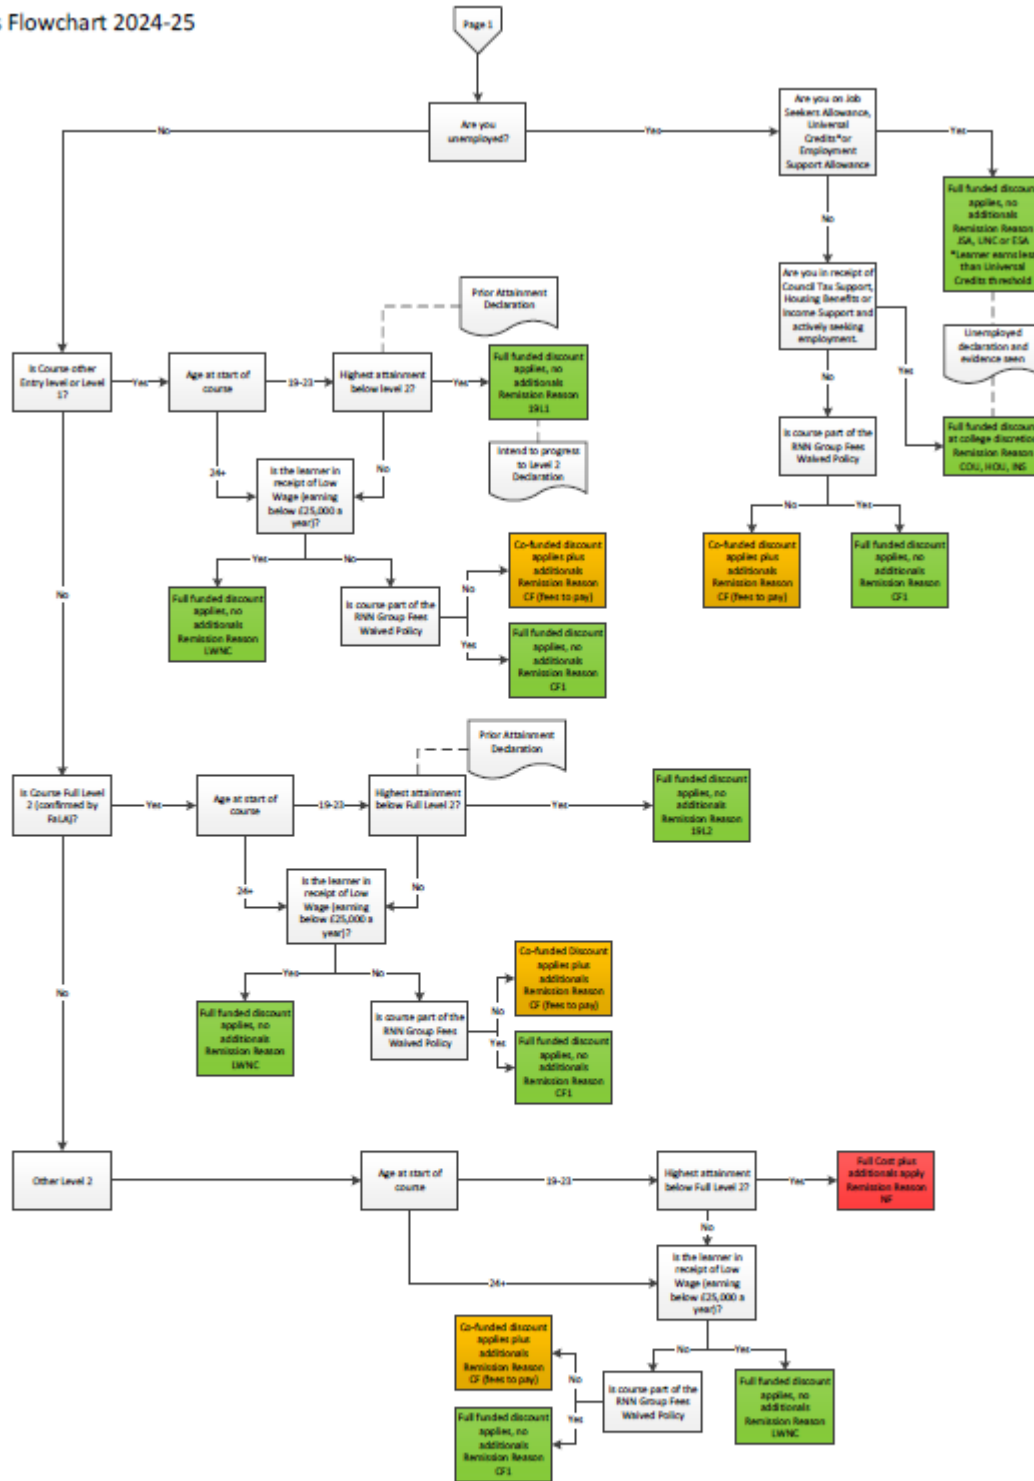 s Flowchart 2024-25
Page 1
Are you
unemployed?
No
Yes
Are you on Job
Seekers Allowance,
Universal
Credits*or
Employment
Support Allowance
Yes
Full funded discount
applies, no
additionals
Remission Reason
JSA, UNC or ESA
*Learner earns less
than Universal
Credits threshold
No
Are you in receipt of
Council Tax Support,
Housing Benefits or
Income Support and
actively seeking
employment.
Unemployed
declaration and
evidence seen
Yes
Full funded discount
at college discretion
Remission Reason
COU, HOU, INS
No
Is course part of the
RNN Group Fees
Waived Policy
No
Yes
Co-funded discount
applies plus
additionals
Remission Reason
CF (fees to pay)
Full funded discount
applies, no
additionals
Remission Reason
CF1
Prior Attainment
Declaration
Is Course other
Entry level or Level
1?
Yes
Age at start of
course
19-23
Highest attainment
below level 2?
Yes
Full funded discount
applies, no
additionals
Remission Reason
19L1
Intend to progress
to Level 2
Declaration
24+
No
Is the learner in
receipt of Low
Wage (earning
below £25,000 a
year)?
Yes
No
Full funded discount
applies, no
additionals
Remission Reason
LWNC
Is course part of the
RNN Group Fees
Waived Policy
No
Yes
Co-funded discount
applies plus
additionals
Remission Reason
CF (fees to pay)
Full funded discount
applies, no
additionals
Remission Reason
CF1
No
Prior Attainment
Declaration
Is Course Full Level
2 (confirmed by
FaLA)?
Yes
Age at start of
course
19-23
Highest attainment
below Full Level 2?
Yes
Full funded discount
applies, no
additionals
Remission Reason
19L2
24+
No
Is the learner in
receipt of Low
Wage (earning
below £25,000 a
year)?
Yes
No
Full funded discount
applies, no
additionals
Remission Reason
LWNC
Is course part of the
RNN Group Fees
Waived Policy
No
Yes
Co-funded Discount
applies plus
additionals
Remission Reason
CF (fees to pay)
Full funded discount
applies, no
additionals
Remission Reason
CF1
No
Other Level 2
Age at start of
course
19-23
Highest attainment
below Full Level 2?
Yes
Full Cost plus
additionals apply
Remission Reason
NF
No
24+
Is the learner in
receipt of Low
Wage (earning
below £25,000 a
year)?
No
Yes
Co-funded discount
applies plus
additionals
Remission Reason
CF (fees to pay)
No
Yes
Is course part of the
RNN Group Fees
Waived Policy
Full funded discount
applies, no
additionals
Remission Reason
LWNC
Full funded discount
applies, no
additionals
Remission Reason
CF1